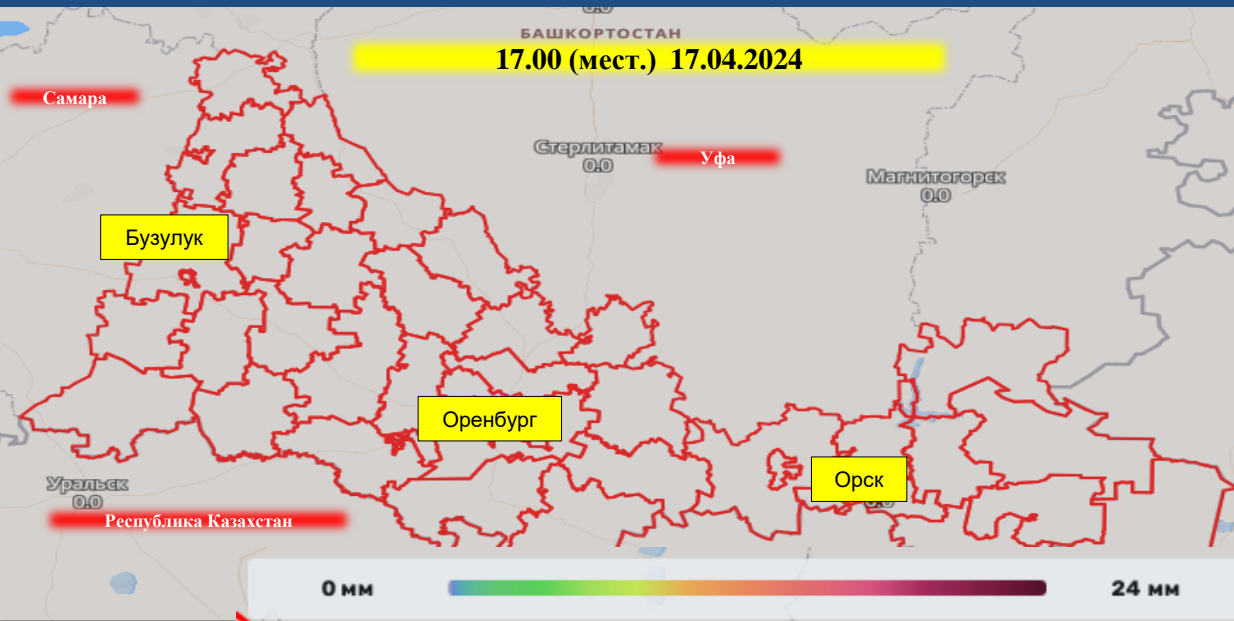 0.0
БАШКОРТОСТАН
17.00 (мест.) 17.04.2024
Самара
Стерлитамак
0.0
Уфа
Магнитогорск
0.0
Бузулук
Оренбург
Орск
0.0
Уральск
0.0
Республика Казахстан
0 мм
24 мм